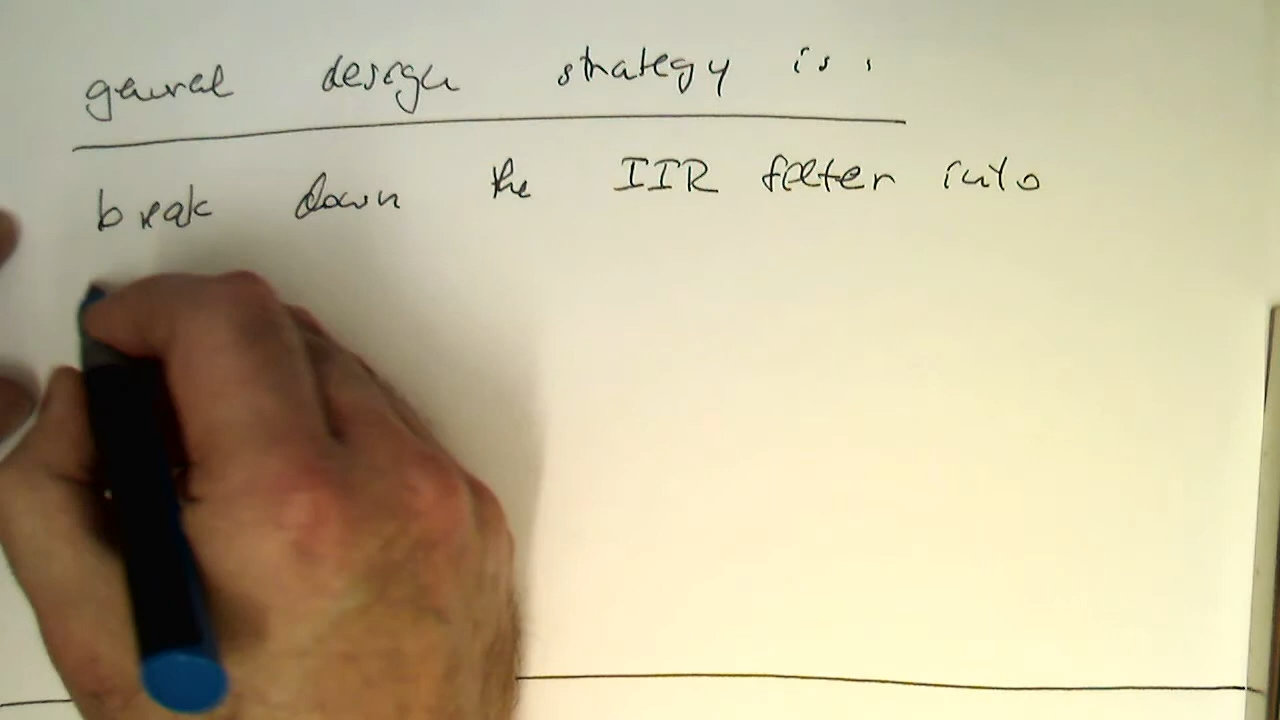 general design strategy is:
break down the IIR filter into